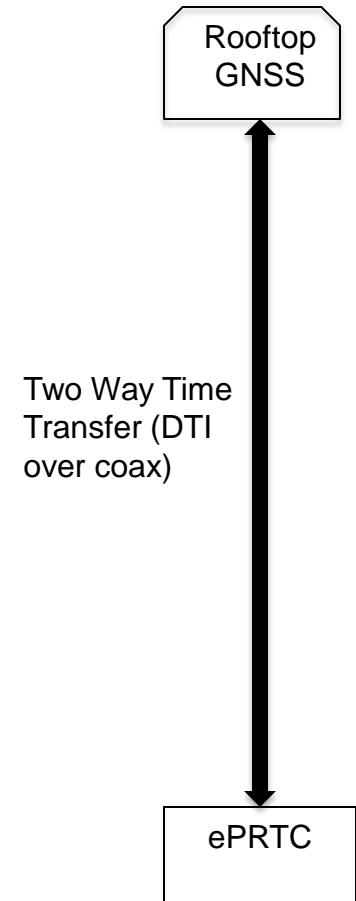 Rooftop
GNSS
Two Way Time
Transfer (DTI
over coax)
ePRTC